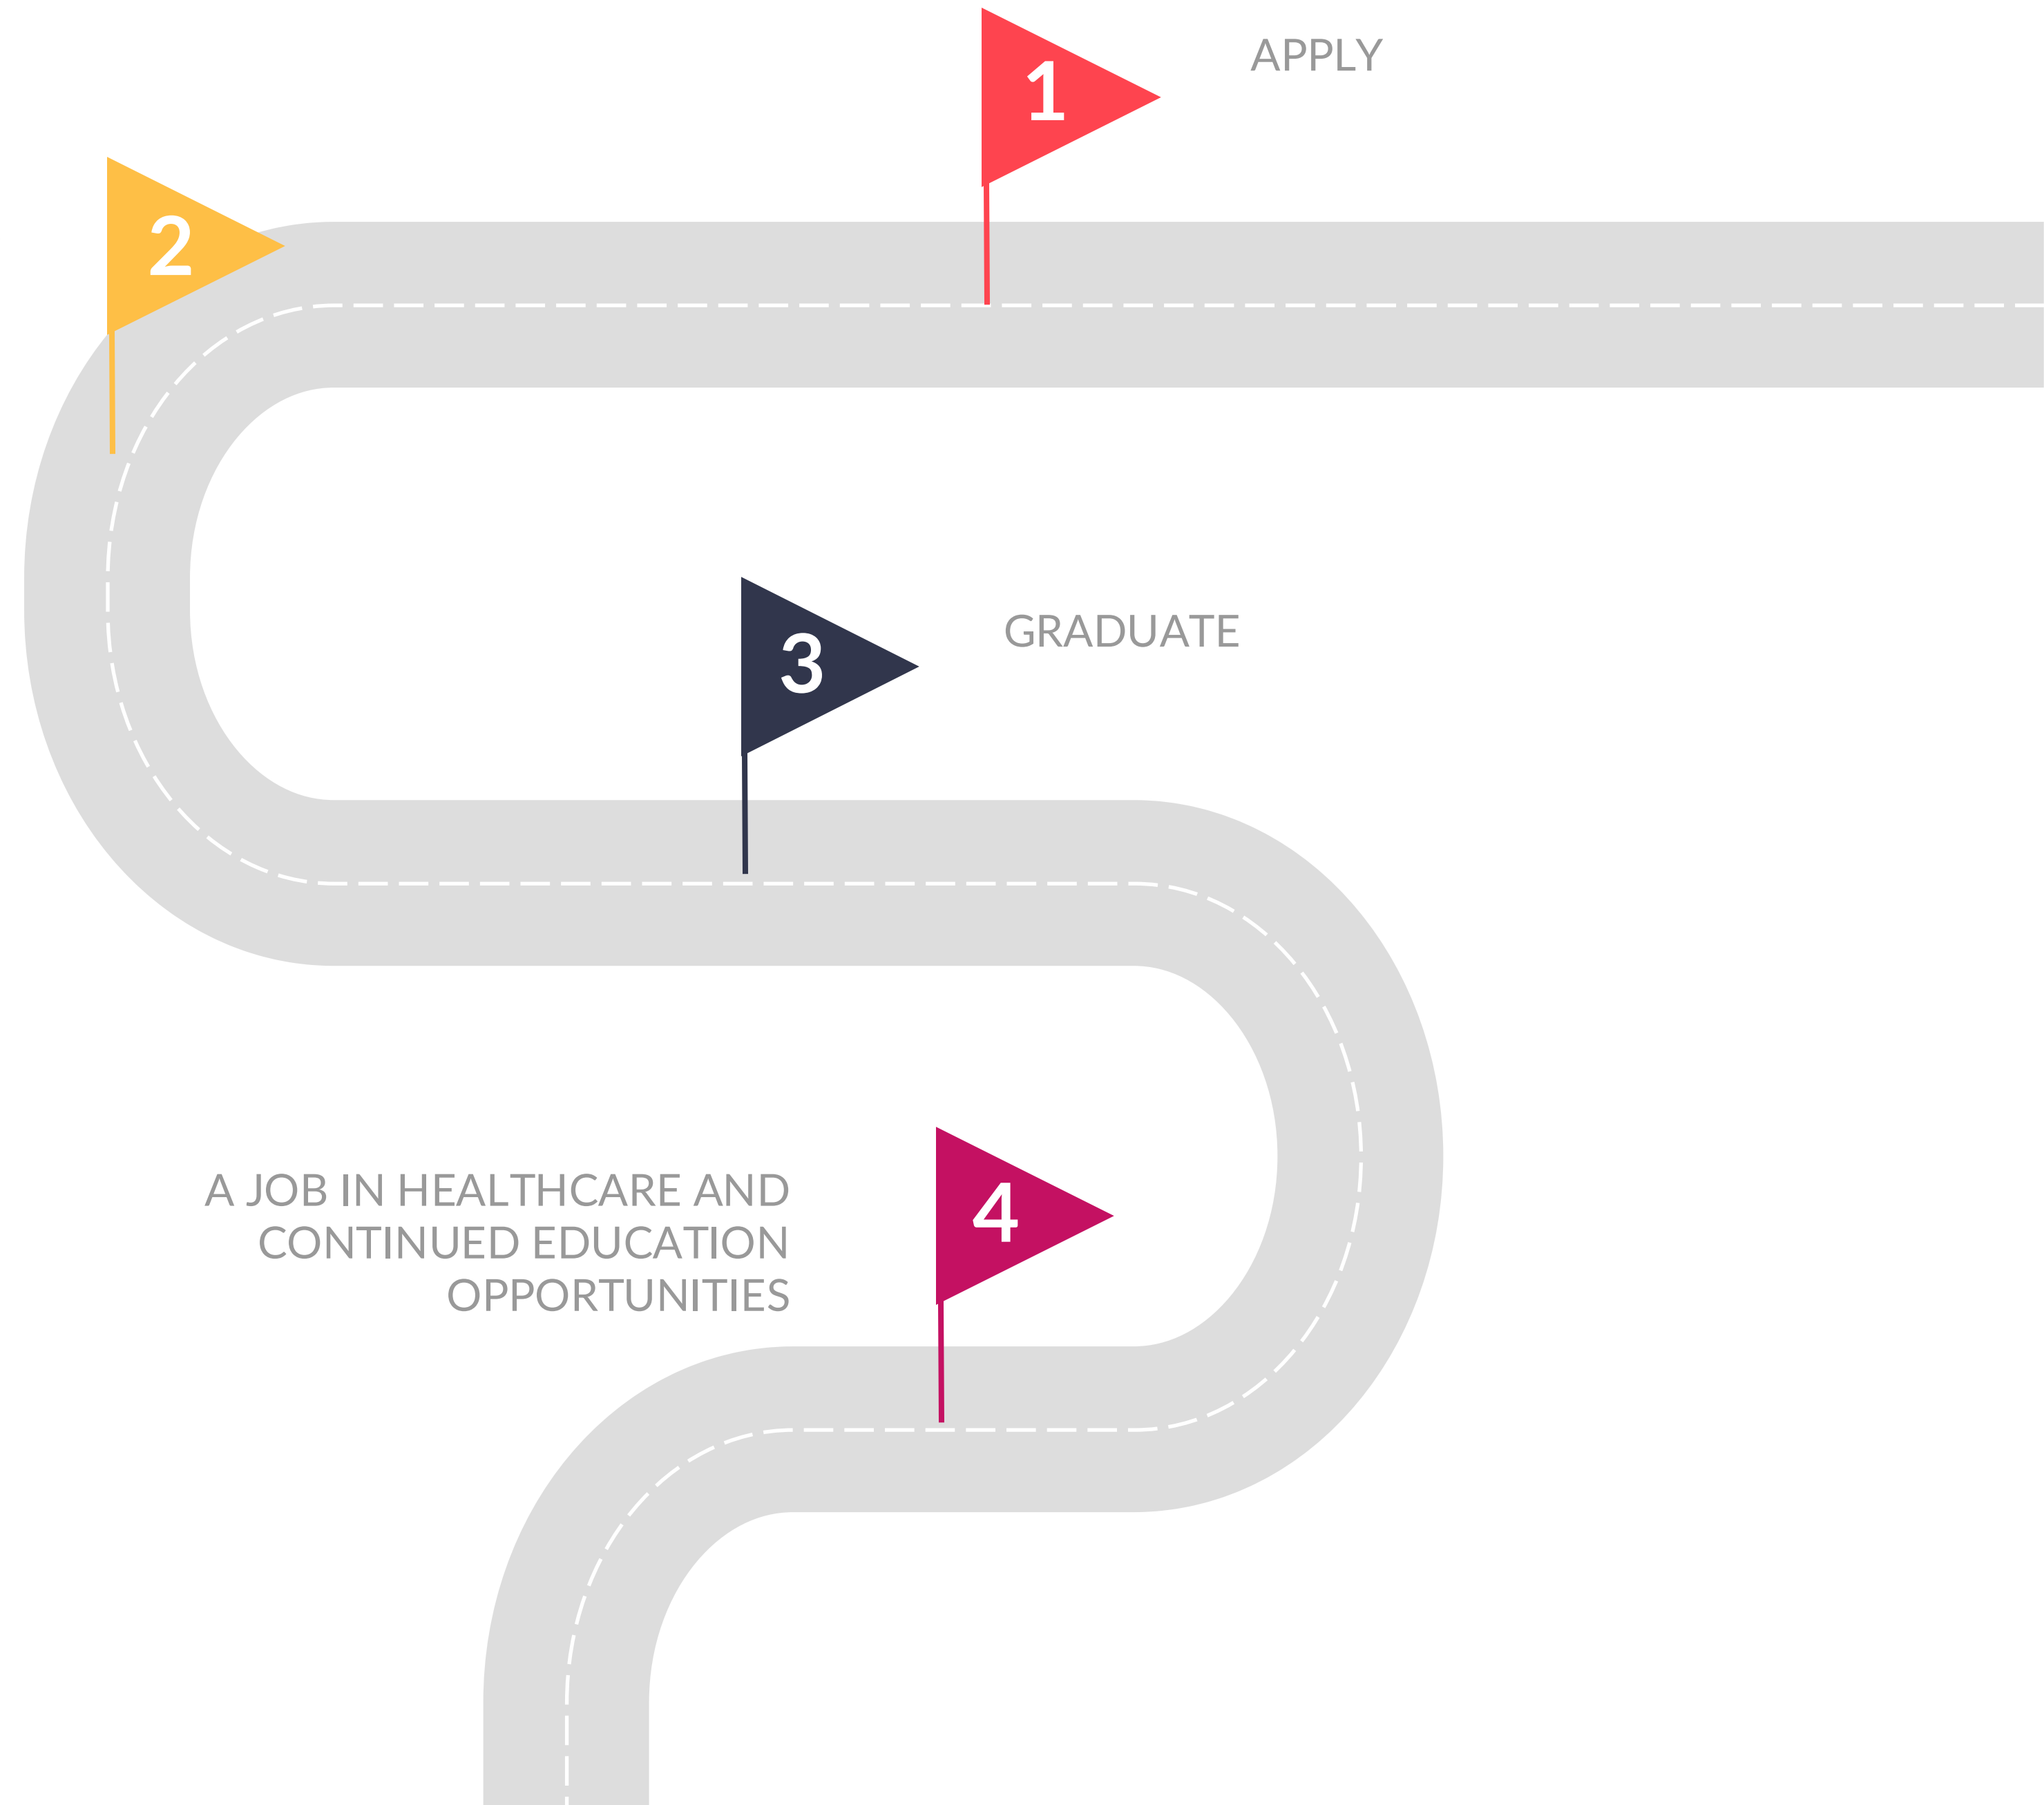 1
APPLY
2
3
GRADUATE
A JOB IN HEALTHCARE AND
CONTINUED EDUCATION
OPPORTUNITIES
4